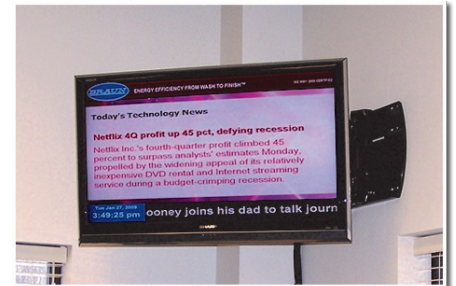 BRAUN
ENERGY EFFICIENCY FROM WASH TO FINISH™
Today's Technology News
Netflix 4Q profit up 45 pct, defying recession
Netflix Inc.'s fourth-quarter profit climbed 45
percent to surpass analysts' estimates Monday,
propelled by the widening appeal of its relatively
inexpensive DVD rental and Internet streaming
service during a budget-crimping recession.
Tue Jan 27, 2009
3:49:25 pm
ooney joins his dad to talk journ
SHARP